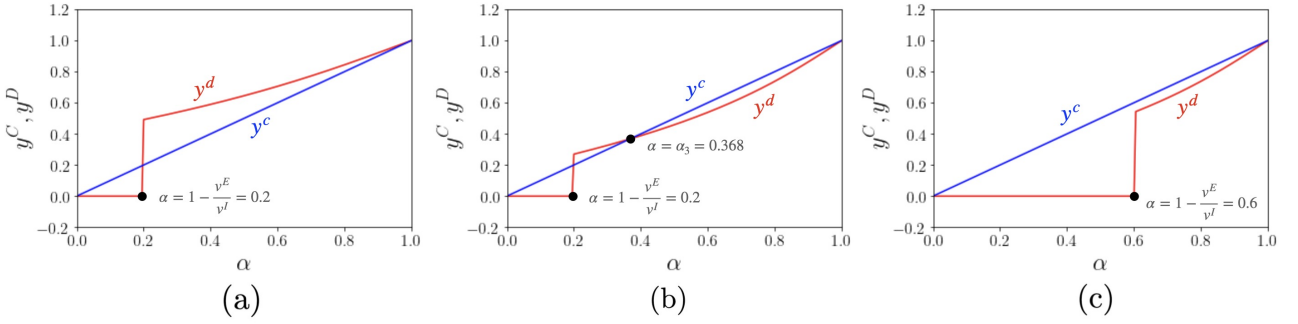 1.2
1.0
0.8
0.6
0.4
0.2
0.0
−0.2
y^C, y^D
y^d
y^c
α = 1 − v^E/v^I = 0.2
0.0 0.2 0.4 0.6 0.8 1.0
α
(a)
1.2
1.0
0.8
0.6
0.4
0.2
0.0
−0.2
y^C, y^D
y^c
y^d
α = α₃ = 0.368
α = 1 − v^E/v^I = 0.2
0.0 0.2 0.4 0.6 0.8 1.0
α
(b)
1.2
1.0
0.8
0.6
0.4
0.2
0.0
−0.2
y^C, y^D
y^c
y^d
α = 1 − v^E/v^I = 0.6
0.0 0.2 0.4 0.6 0.8 1.0
α
(c)